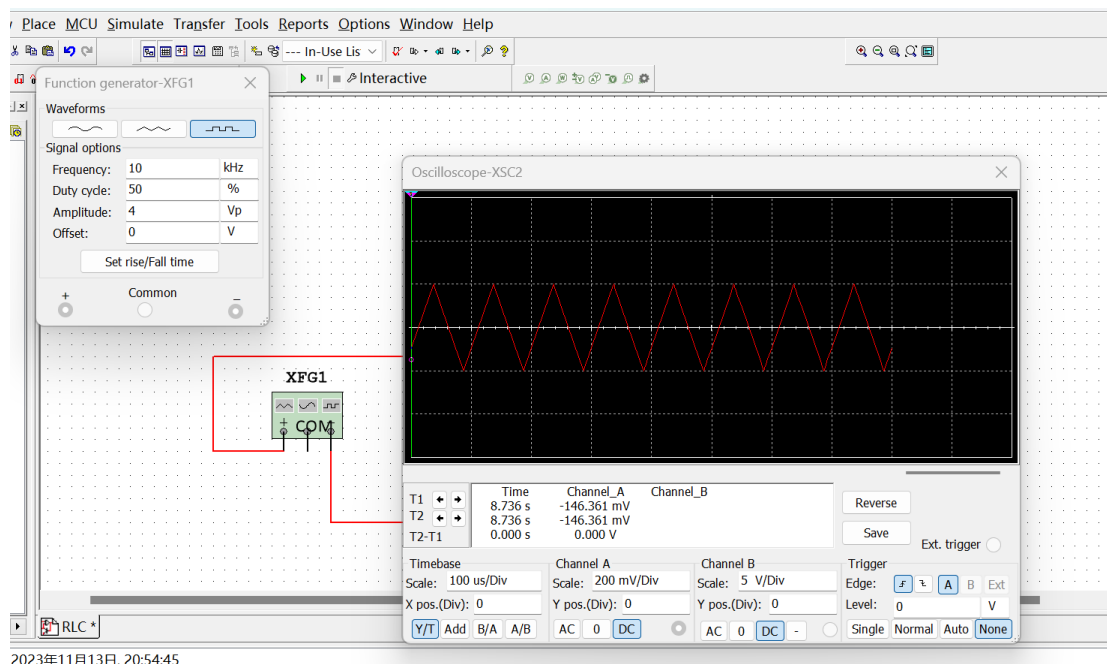 Place MCU Simulate Transfer Tools Reports Options Window Help
--- In-Use Lis
Interactive
Function generator-XFG1
Waveforms
Signal options
Frequency: 10 kHz
Duty cycle: 50 %
Amplitude: 4 Vp
Offset: 0 V
Set rise/Fall time
+ Common −
XFG1
COM
Oscilloscope-XSC2
Time Channel_A Channel_B
T1 8.736 s -146.361 mV
T2 8.736 s -146.361 mV
T2-T1 0.000 s 0.000 V
Reverse
Save
Ext. trigger
Timebase Channel A Channel B Trigger
Scale: 100 us/Div Scale: 200 mV/Div Scale: 5 V/Div Edge: A B Ext
X pos.(Div): 0 Y pos.(Div): 0 Y pos.(Div): 0 Level: 0 V
Y/T Add B/A A/B AC 0 DC AC 0 DC - Single Normal Auto None
RLC *
2023年11月13日, 20:54:45